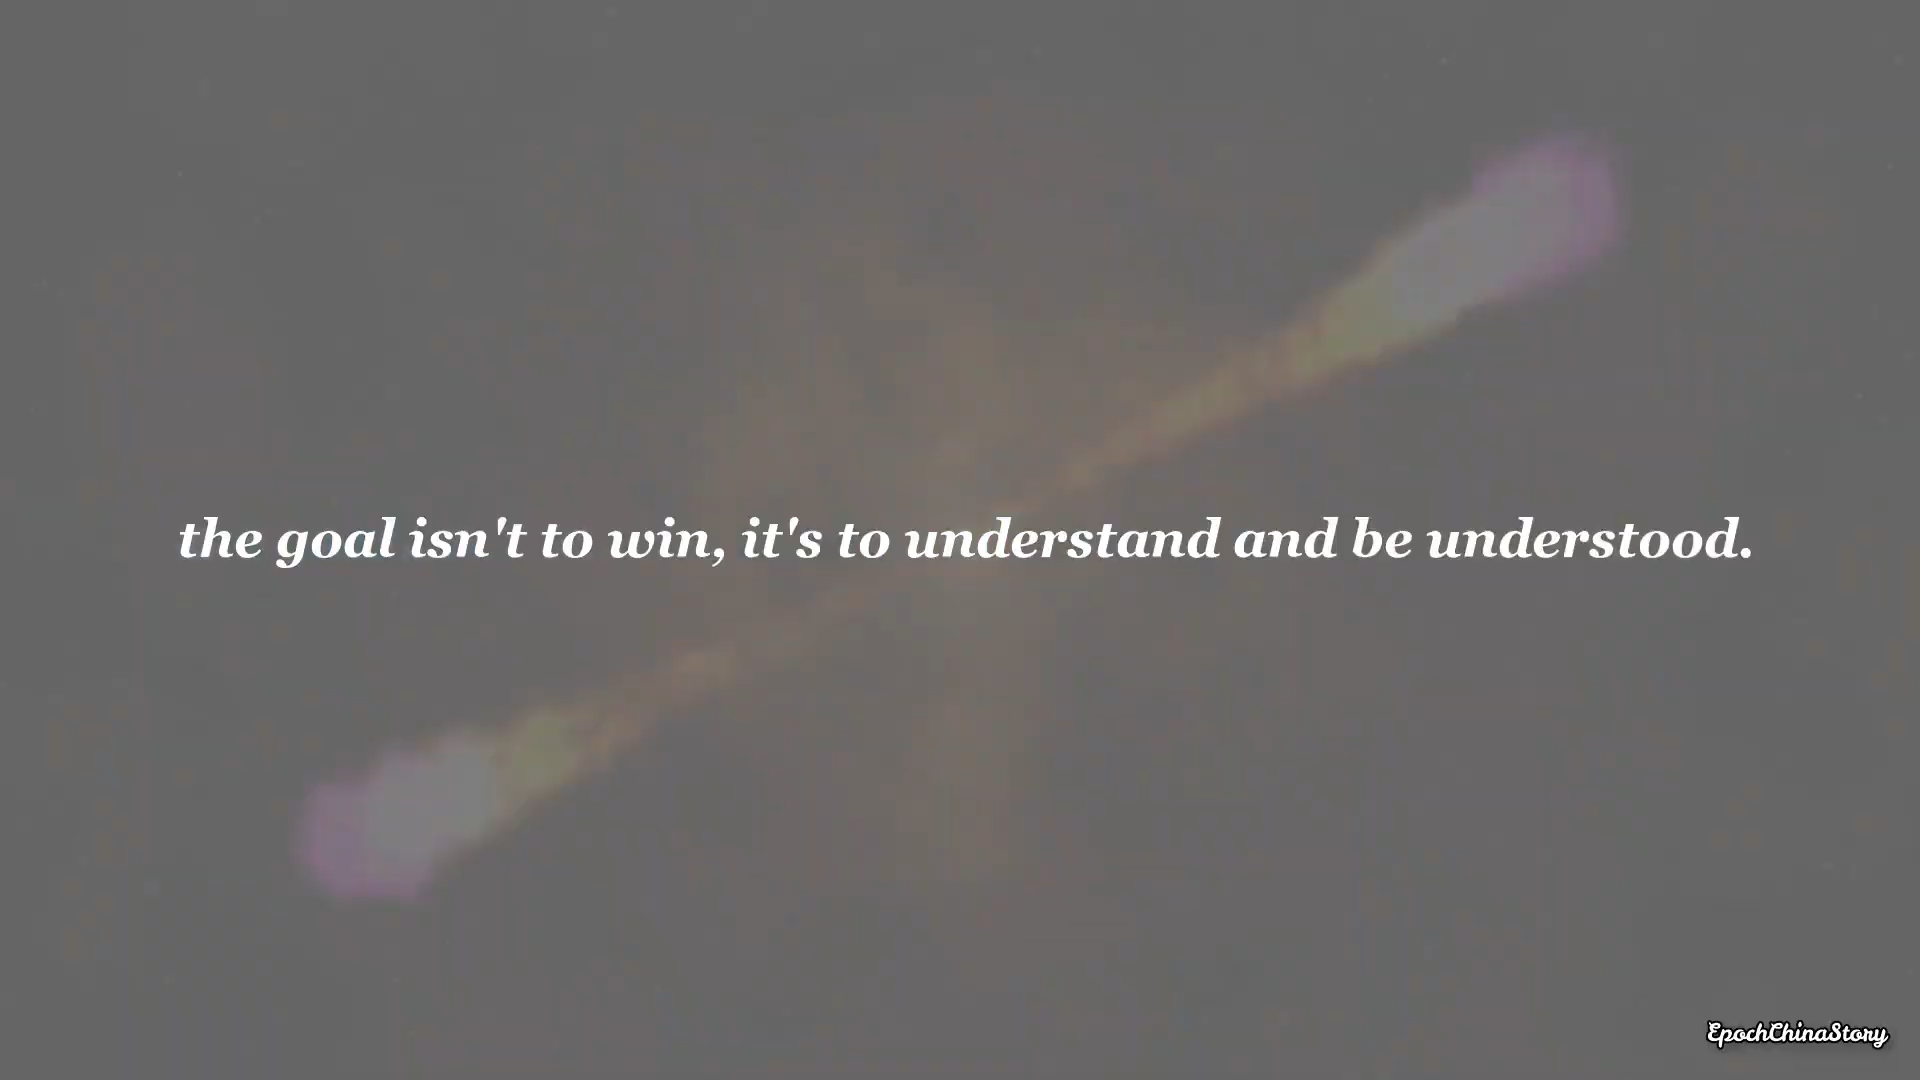 the goal isn't to win, it's to understand and be understood.
EpochChinaStory